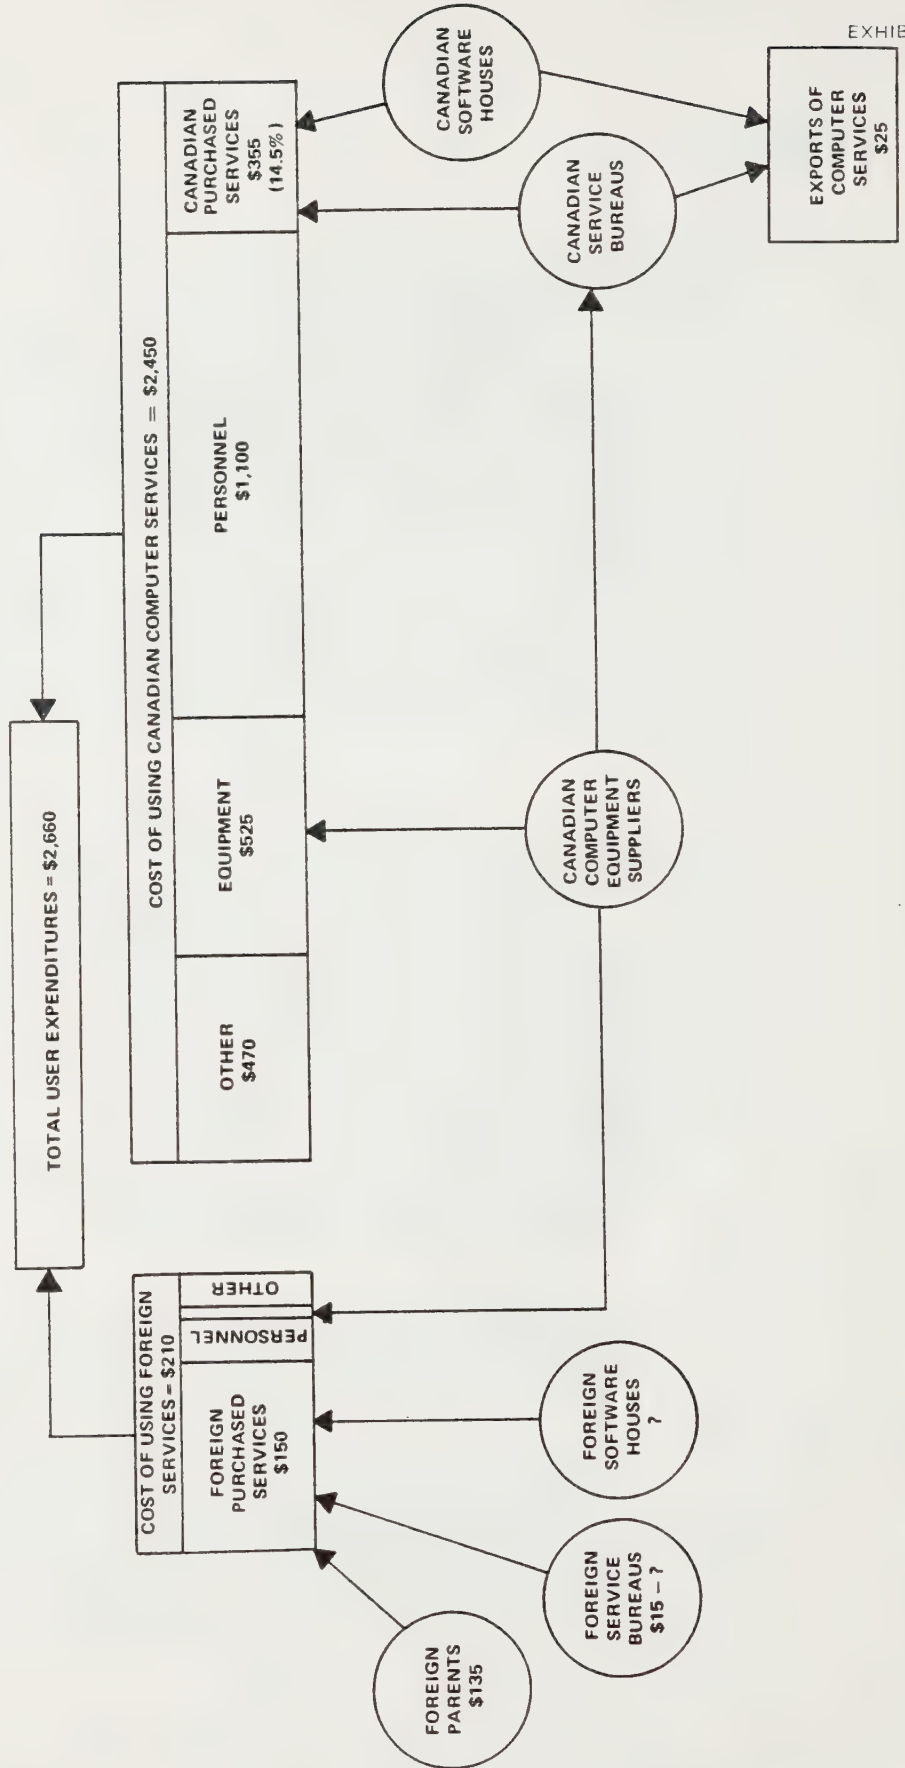 EXHIB
TOTAL USER EXPENDITURES = $2,660
COST OF USING FOREIGN
SERVICES = $210
FOREIGN
PURCHASED
SERVICES
$150
PERSONNEL
OTHER
COST OF USING CANADIAN COMPUTER SERVICES = $2,450
OTHER
$470
EQUIPMENT
$525
PERSONNEL
$1,100
CANADIAN
PURCHASED
SERVICES
$355
(14.5%)
FOREIGN
PARENTS
$135
FOREIGN
SERVICE
BUREAUS
$15 – ?
FOREIGN
SOFTWARE
HOUSES
?
CANADIAN
COMPUTER
EQUIPMENT
SUPPLIERS
CANADIAN
SERVICE
BUREAUS
CANADIAN
SOFTWARE
HOUSES
EXPORTS OF
COMPUTER
SERVICES
$25